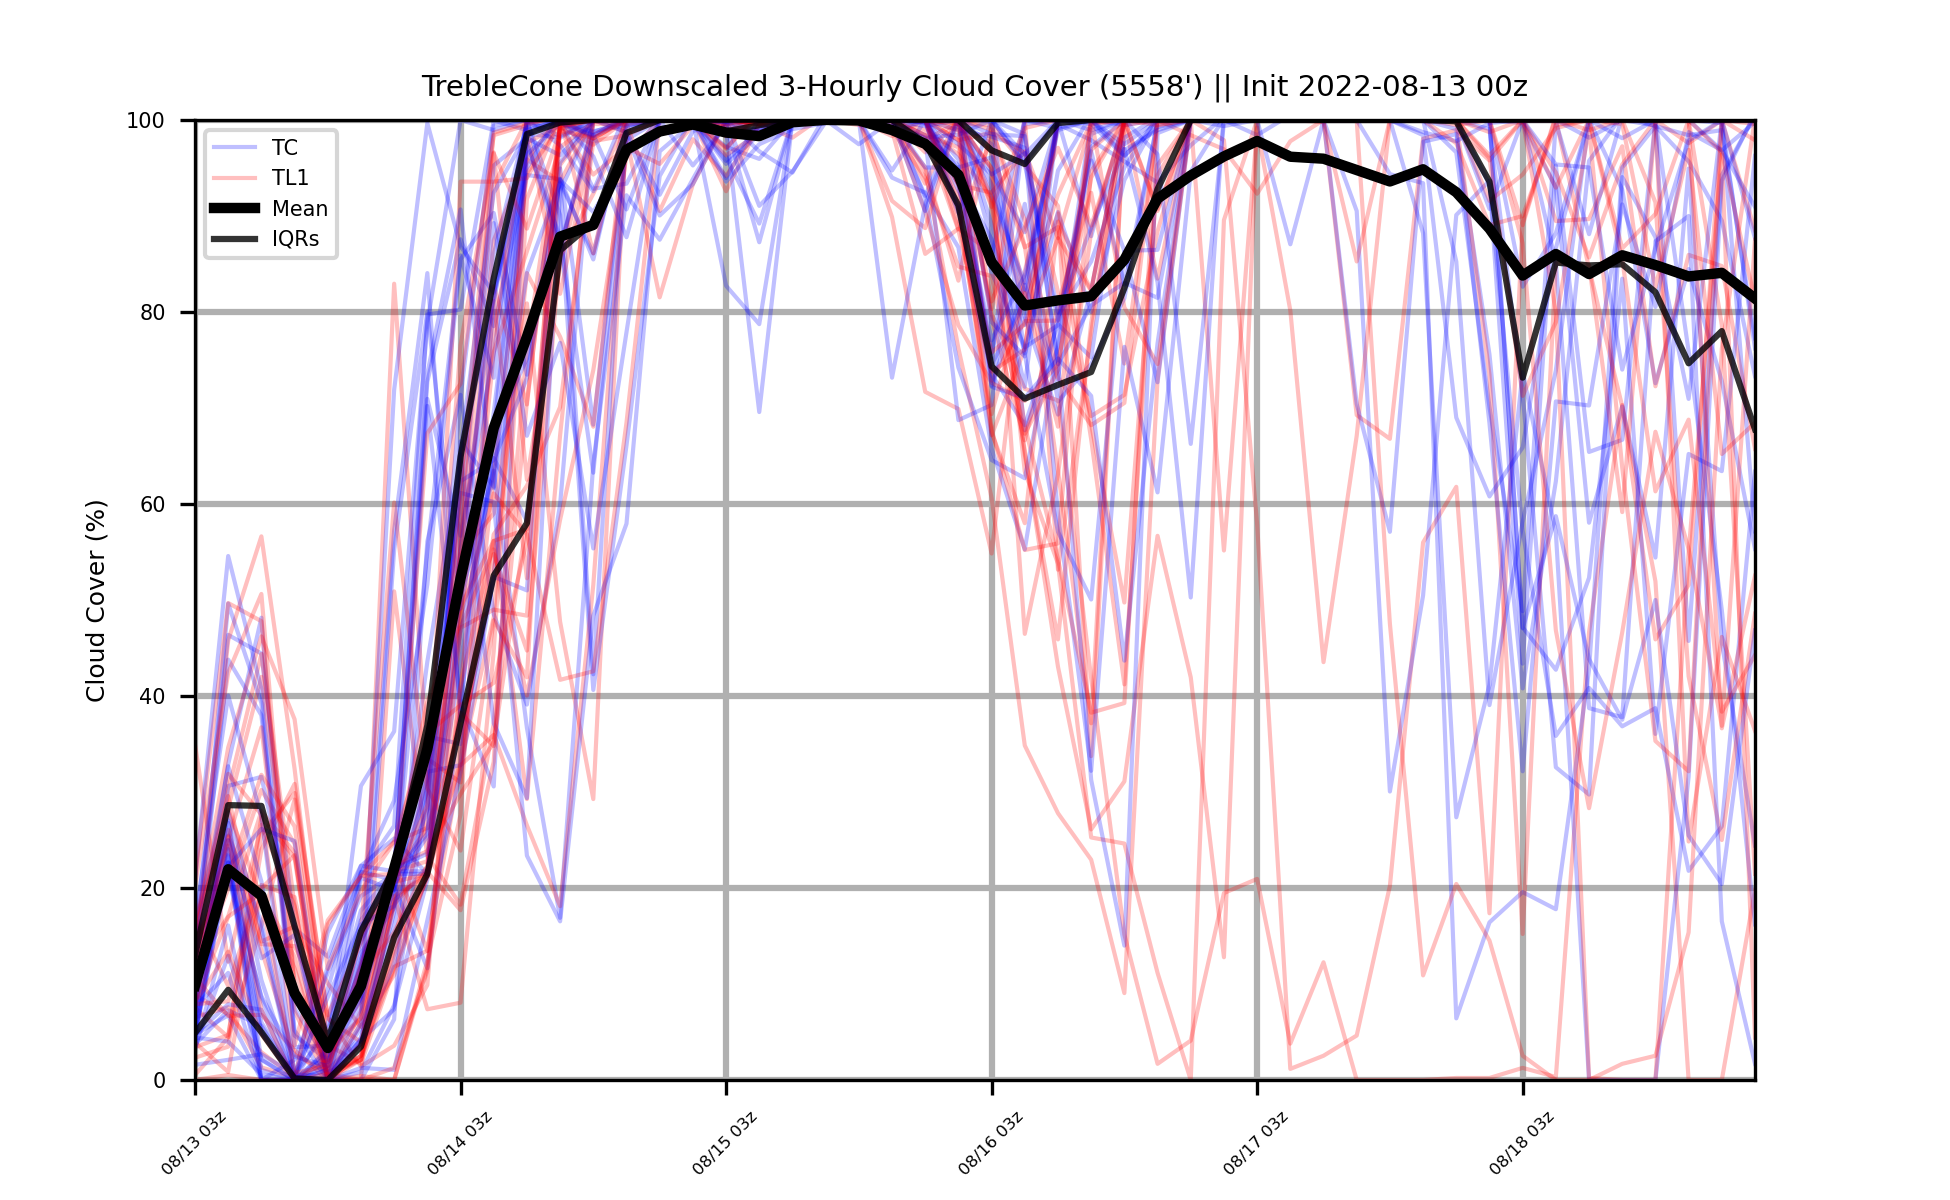 TrebleCone Downscaled 3-Hourly Cloud Cover (5558') || Init 2022-08-13 00z
TC
TL1
Mean
IQRs
Cloud Cover (%)
100
80
60
40
20
0
08/13 03z
08/14 03z
08/15 03z
08/16 03z
08/17 03z
08/18 03z